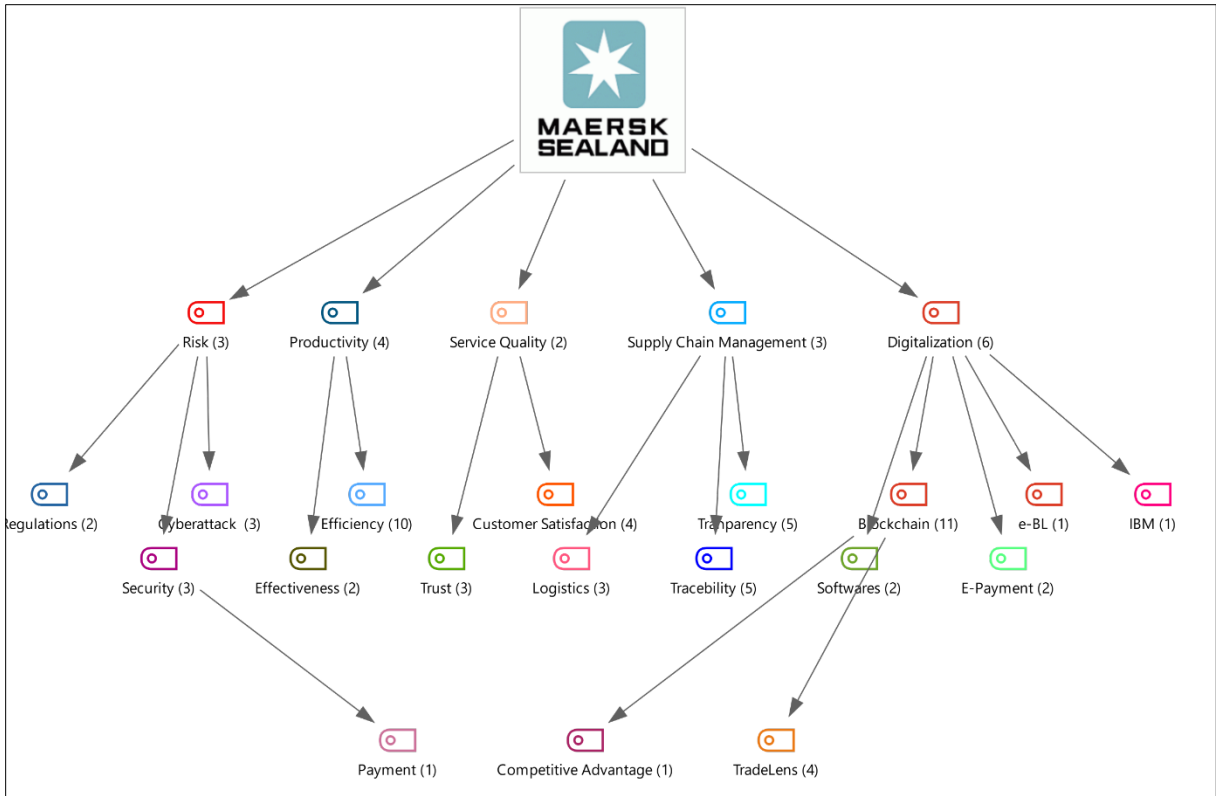 MAERSK
SEALAND
Risk (3)
Productivity (4)
Service Quality (2)
Supply Chain Management (3)
Digitalization (6)
Regulations (2)
Cyberattack (3)
Efficiency (10)
Customer Satisfaction (4)
Tranparency (5)
Blockchain (11)
e-BL (1)
IBM (1)
Security (3)
Effectiveness (2)
Trust (3)
Logistics (3)
Tracebility (5)
Softwares (2)
E-Payment (2)
Payment (1)
Competitive Advantage (1)
TradeLens (4)